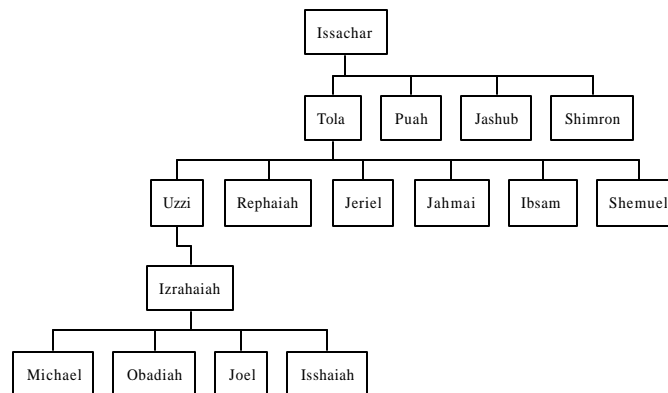 Issachar
Tola Puah Jashub Shimron
Uzzi Rephaiah Jeriel Jahmai Ibsam Shemuel
Izrahaiah
Michael Obadiah Joel Isshaiah